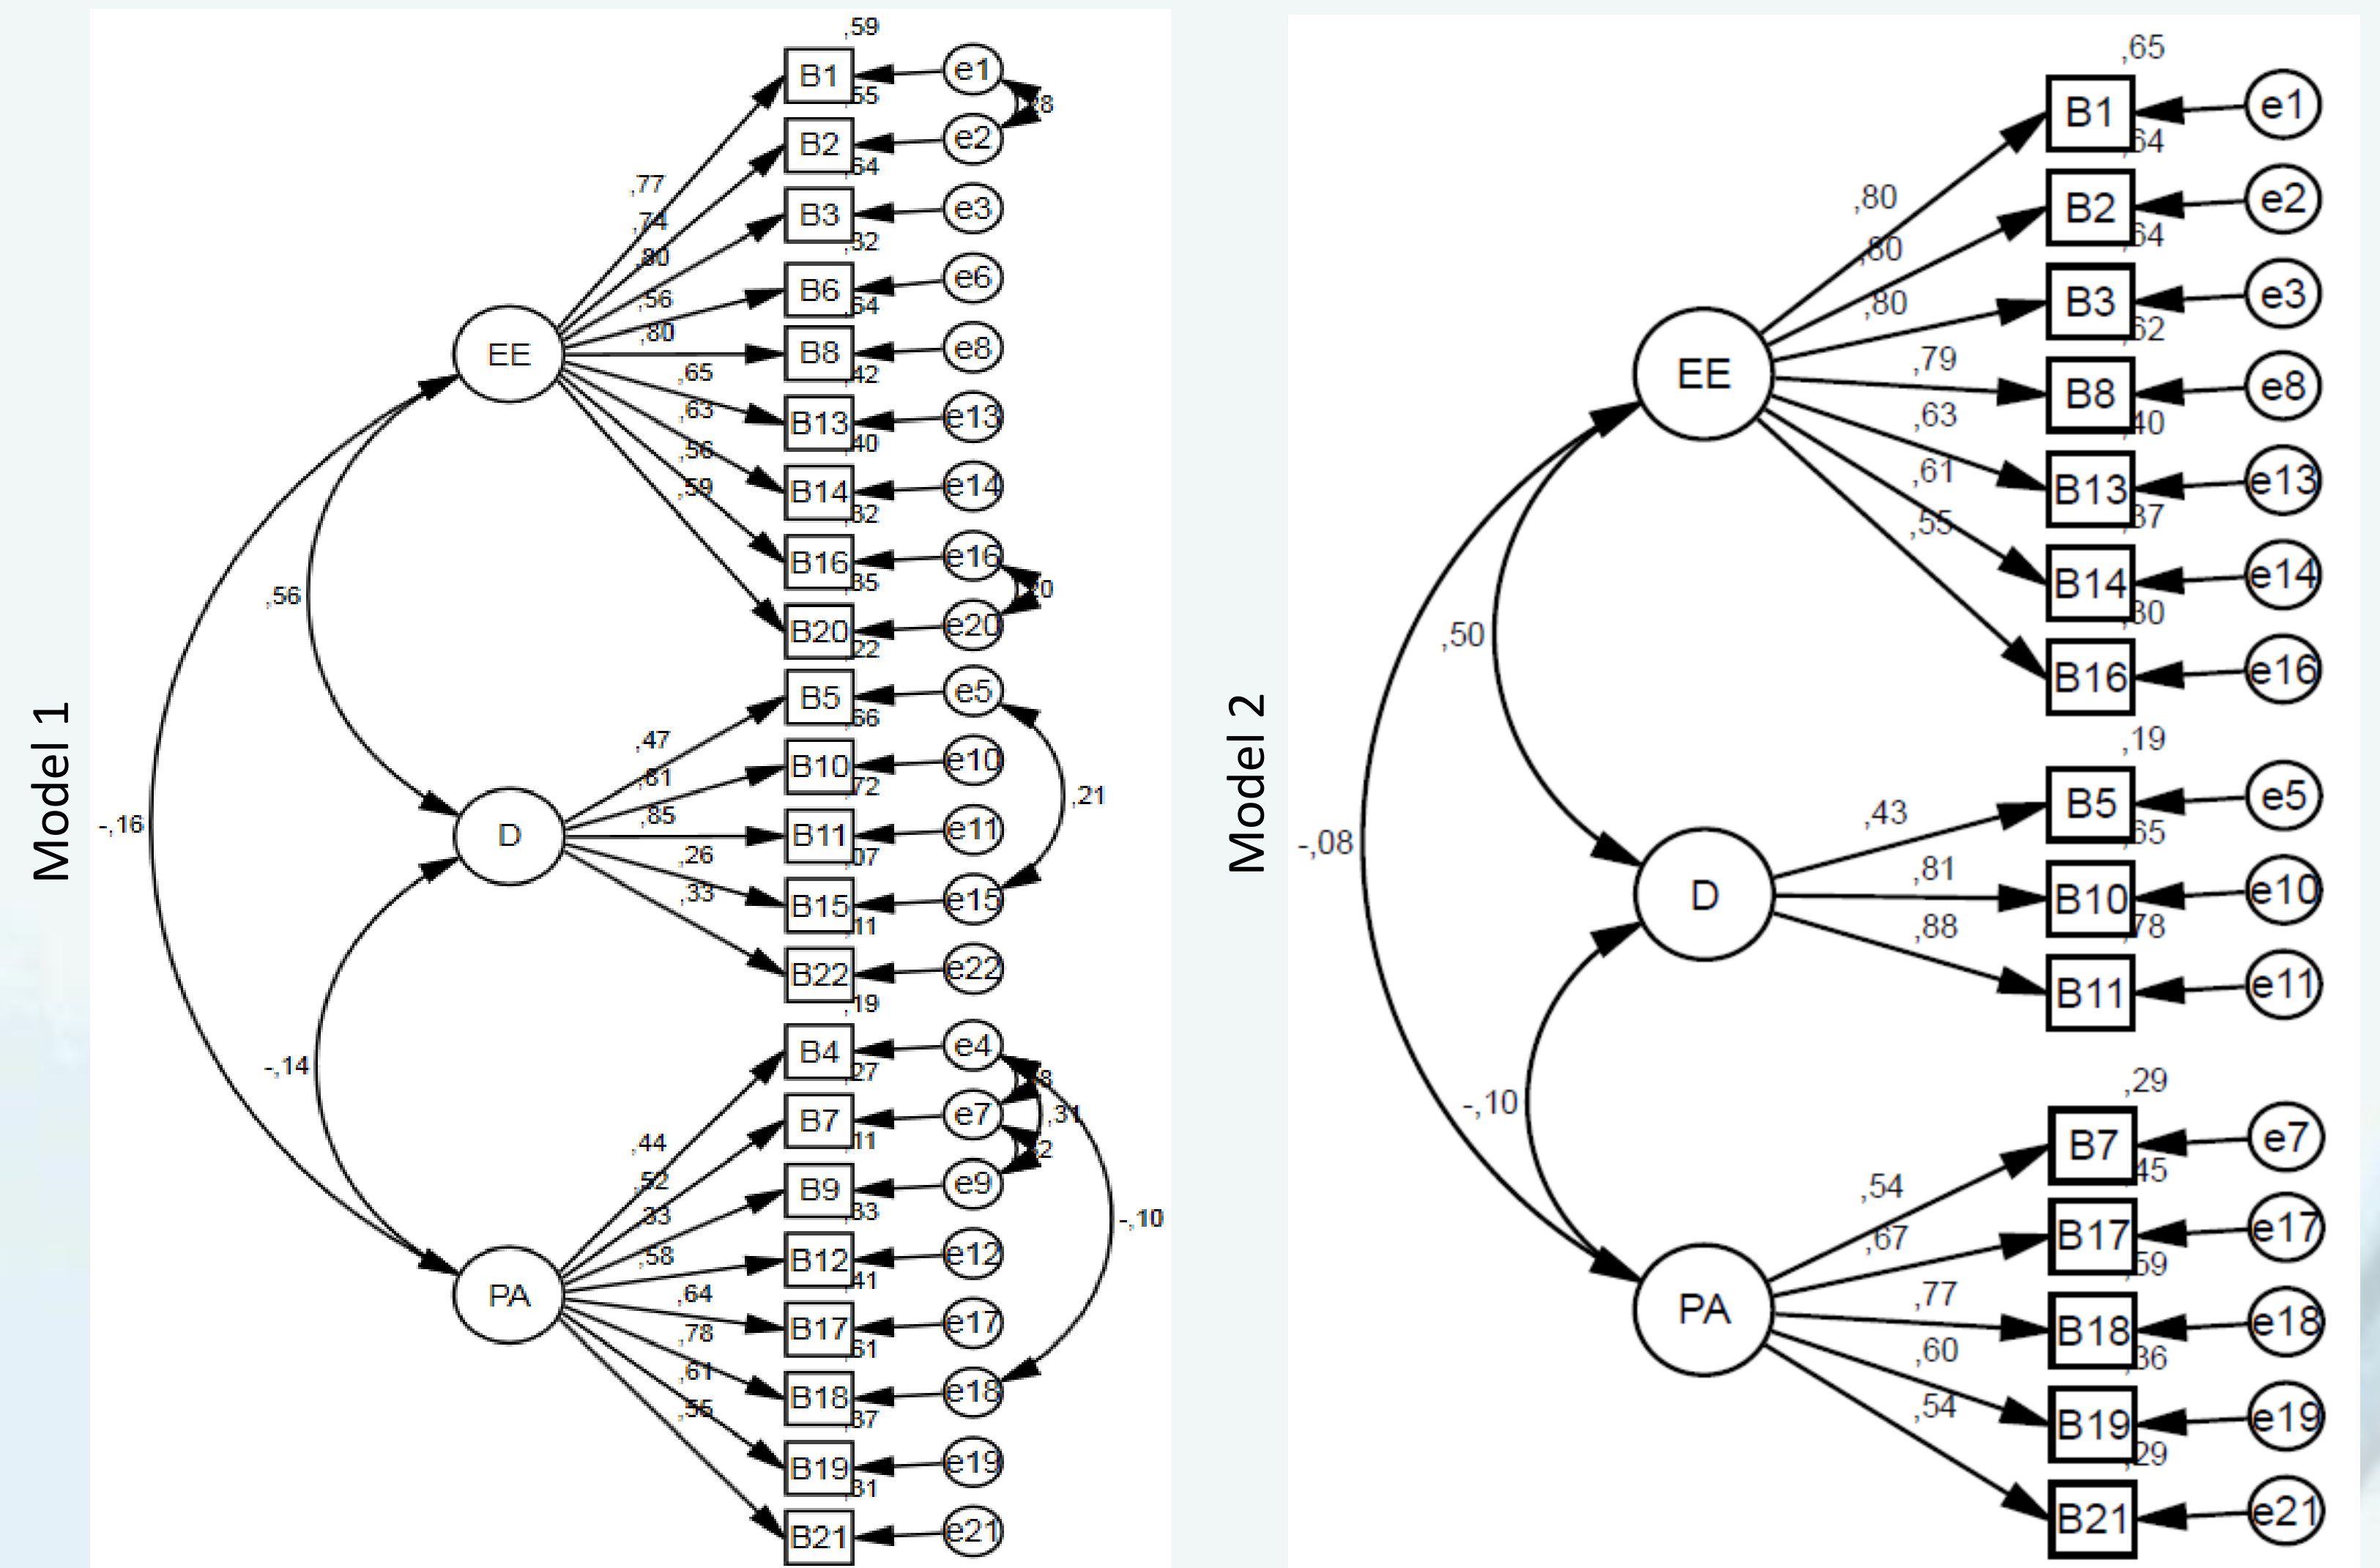 Model 1
,59
B1
e1
,55
B2
e2
,64
B3
e3
,32
B6
e6
,64
B8
e8
,42
B13
e13
,40
B14
e14
,32
B16
e16
,35
B20
e20
,22
B5
e5
,66
B10
e10
,72
B11
e11
,07
B15
e15
,11
B22
e22
,19
B4
e4
,27
B7
e7
,11
B9
e9
,33
B12
e12
,41
B17
e17
,61
B18
e18
,37
B19
e19
,31
B21
e21
,77
,74
,80
,56
,80
,65
,63
,56
,59
EE
,56
-,16
,47
,81
,85
,26
,33
D
,21
-,14
,44
,52
,33
,58
,64
,78
,61
,55
PA
,31
-,10
Model 2
,65
B1
e1
,64
B2
e2
,64
B3
e3
,62
B8
e8
,40
B13
e13
,37
B14
e14
,30
B16
e16
,80
,80
,80
,79
,63
,61
,55
EE
,50
-,08
,19
B5
e5
,65
B10
e10
,78
B11
e11
,43
,81
,88
D
-,10
,29
B7
e7
,45
B17
e17
,59
B18
e18
,36
B19
e19
,29
B21
e21
,54
,67
,77
,60
,54
PA